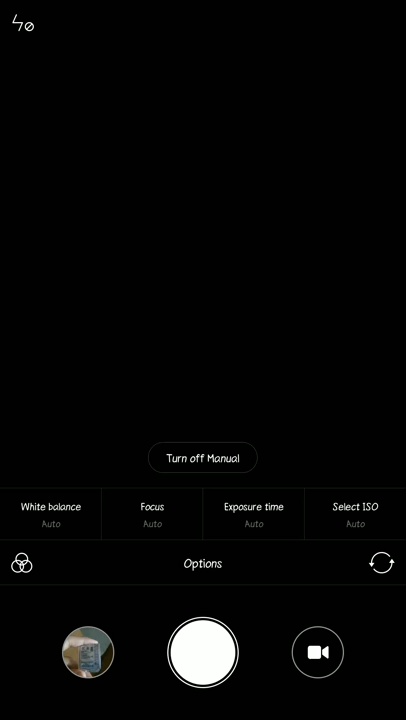 Turn off Manual
White balance
Auto
Focus
Auto
Exposure time
Auto
Select ISO
Auto
Options